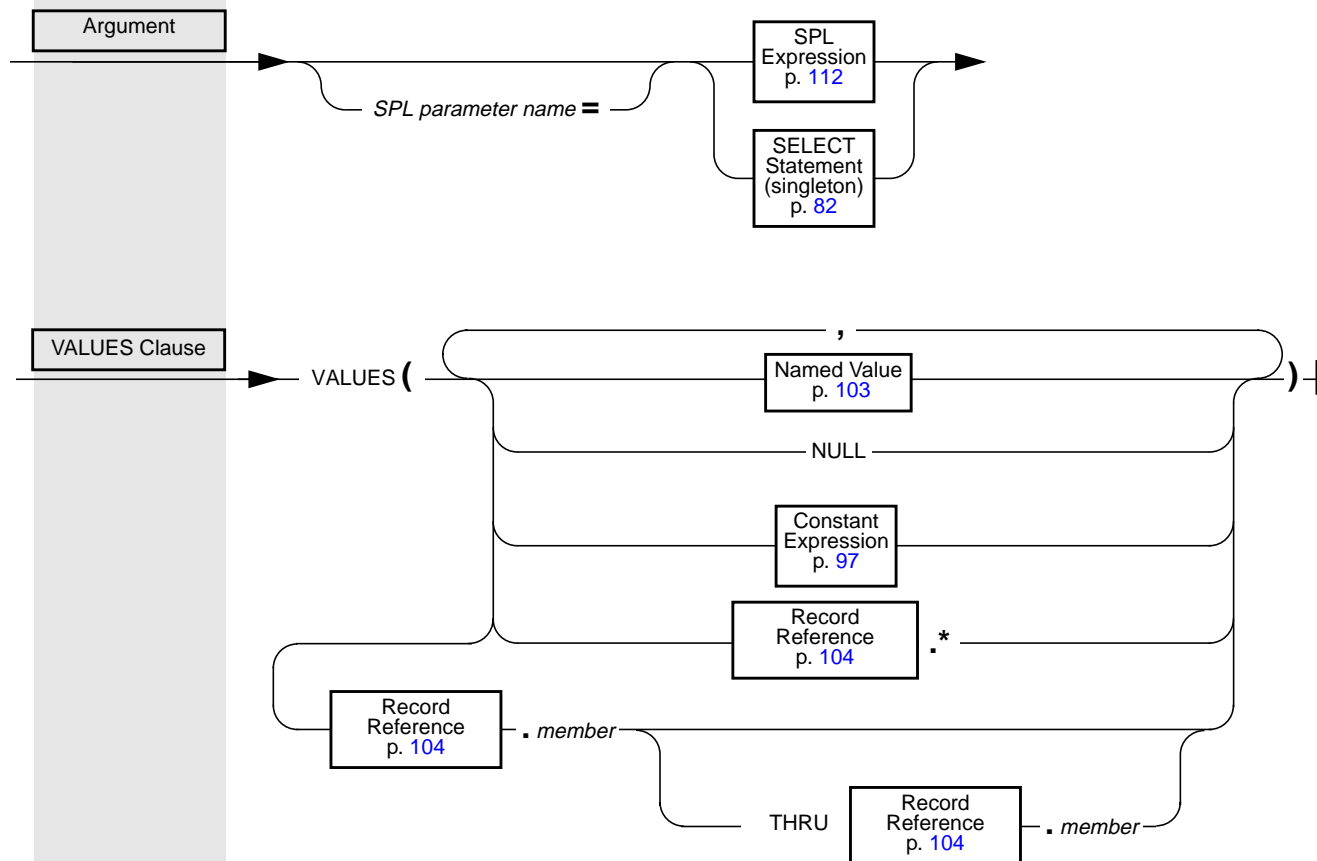 Argument
SPL parameter name =
SPL
Expression
p. 112
SELECT
Statement
(singleton)
p. 82
VALUES Clause
VALUES (
,
Named Value
p. 103
)
NULL
Constant
Expression
p. 97
Record
Reference
p. 104
.*
Record
Reference
p. 104
. member
THRU
Record
Reference
p. 104
. member